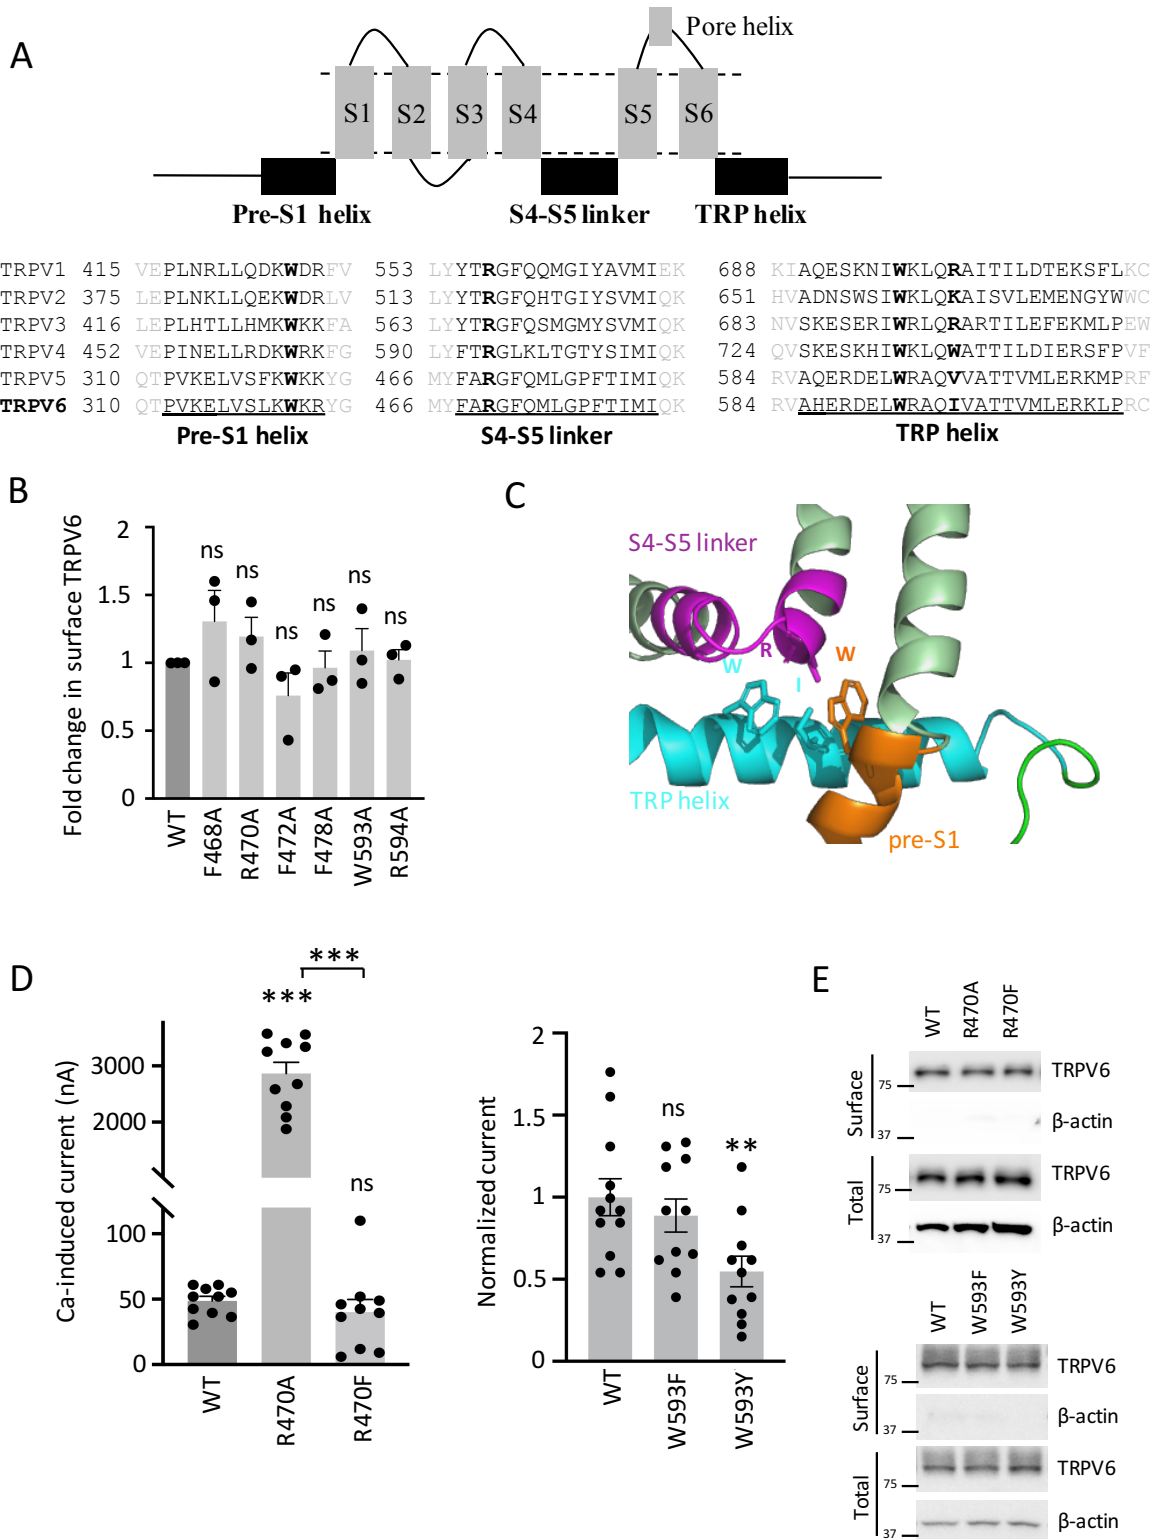 A
Pore helix
S1 S2 S3 S4 S5 S6
Pre-S1 helix S4-S5 linker TRP helix
TRPV1 415 VEPLNRLLQDKWDRFV 553 LYYTRGFQQMGIYAVMIEK 688 KIAQESKNIWKLQRAITILDTEKSFLKC
TRPV2 375 LEPLNKLLQEKWDRLV 513 LYYTRGFQHTGIYSVMIQK 651 HVADNSWSIWKLQKAISVLEMENGYWWC
TRPV3 416 LEPLHTLLHMKWKKFA 563 LYYTRGFQSMGMYSVMIQK 683 NVSKESERIWRLQRARTILEFEKMLPEW
TRPV4 452 VEPINELLRDKWRKFG 590 LYFTRGLKLTGTYSIMIQK 724 QVSKESKHIWKLQWATTILDIERSFPVF
TRPV5 310 QTPVKELVSFKWKKYG 466 MYFARGFQMLGPFTIMIQK 584 RVAQERDELWRAQVVATTVMLERKMPRF
TRPV6 310 QTPVKELVSLKWKRYG 466 MYFARGFQMLGPFTIMIQK 584 RVAHERDELWRAQIVATTVMLERKLPRC
Pre-S1 helix S4-S5 linker TRP helix
B
Fold change in surface TRPV6
2
1.5
1
0.5
0
ns ns ns ns ns ns
WT F468A R470A F472A F478A W593A R594A
C
S4-S5 linker
W R I W
TRP helix
pre-S1
D
Ca-induced current (nA)
3000
2000
100
50
0
***
***
ns
WT R470A R470F
Normalized current
2
1.5
1
0.5
0
ns
**
WT W593F W593Y
E
WT R470A R470F
Surface
75
TRPV6
37
β-actin
Total
75
TRPV6
37
β-actin
WT W593F W593Y
Surface
75
TRPV6
37
β-actin
Total
75
TRPV6
37
β-actin